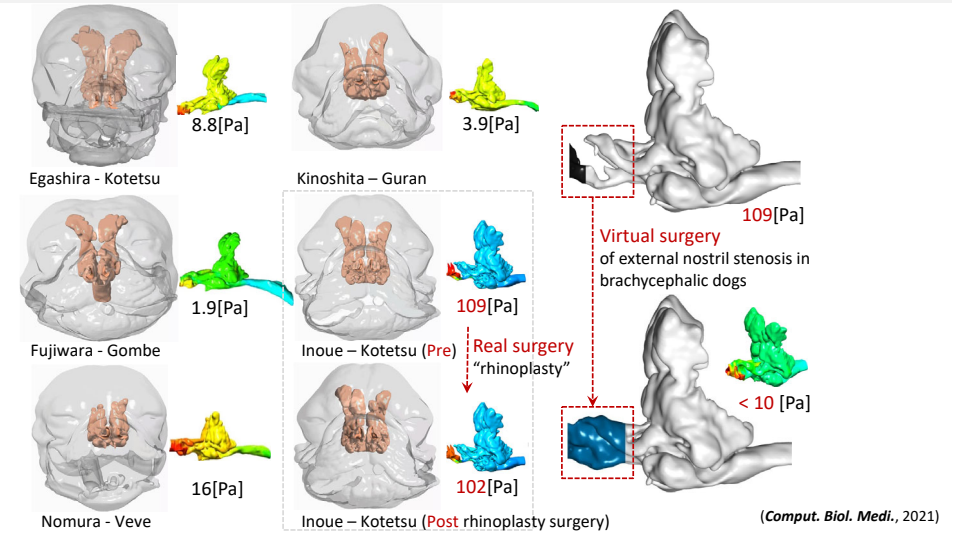 8.8[Pa]
Egashira - Kotetsu
3.9[Pa]
Kinoshita – Guran
1.9[Pa]
Fujiwara - Gombe
109[Pa]
Inoue – Kotetsu (Pre)
Real surgery
“rhinoplasty”
16[Pa]
Nomura - Veve
102[Pa]
Inoue – Kotetsu (Post rhinoplasty surgery)
109[Pa]
Virtual surgery
of external nostril stenosis in
brachycephalic dogs
< 10 [Pa]
(Comput. Biol. Medi., 2021)